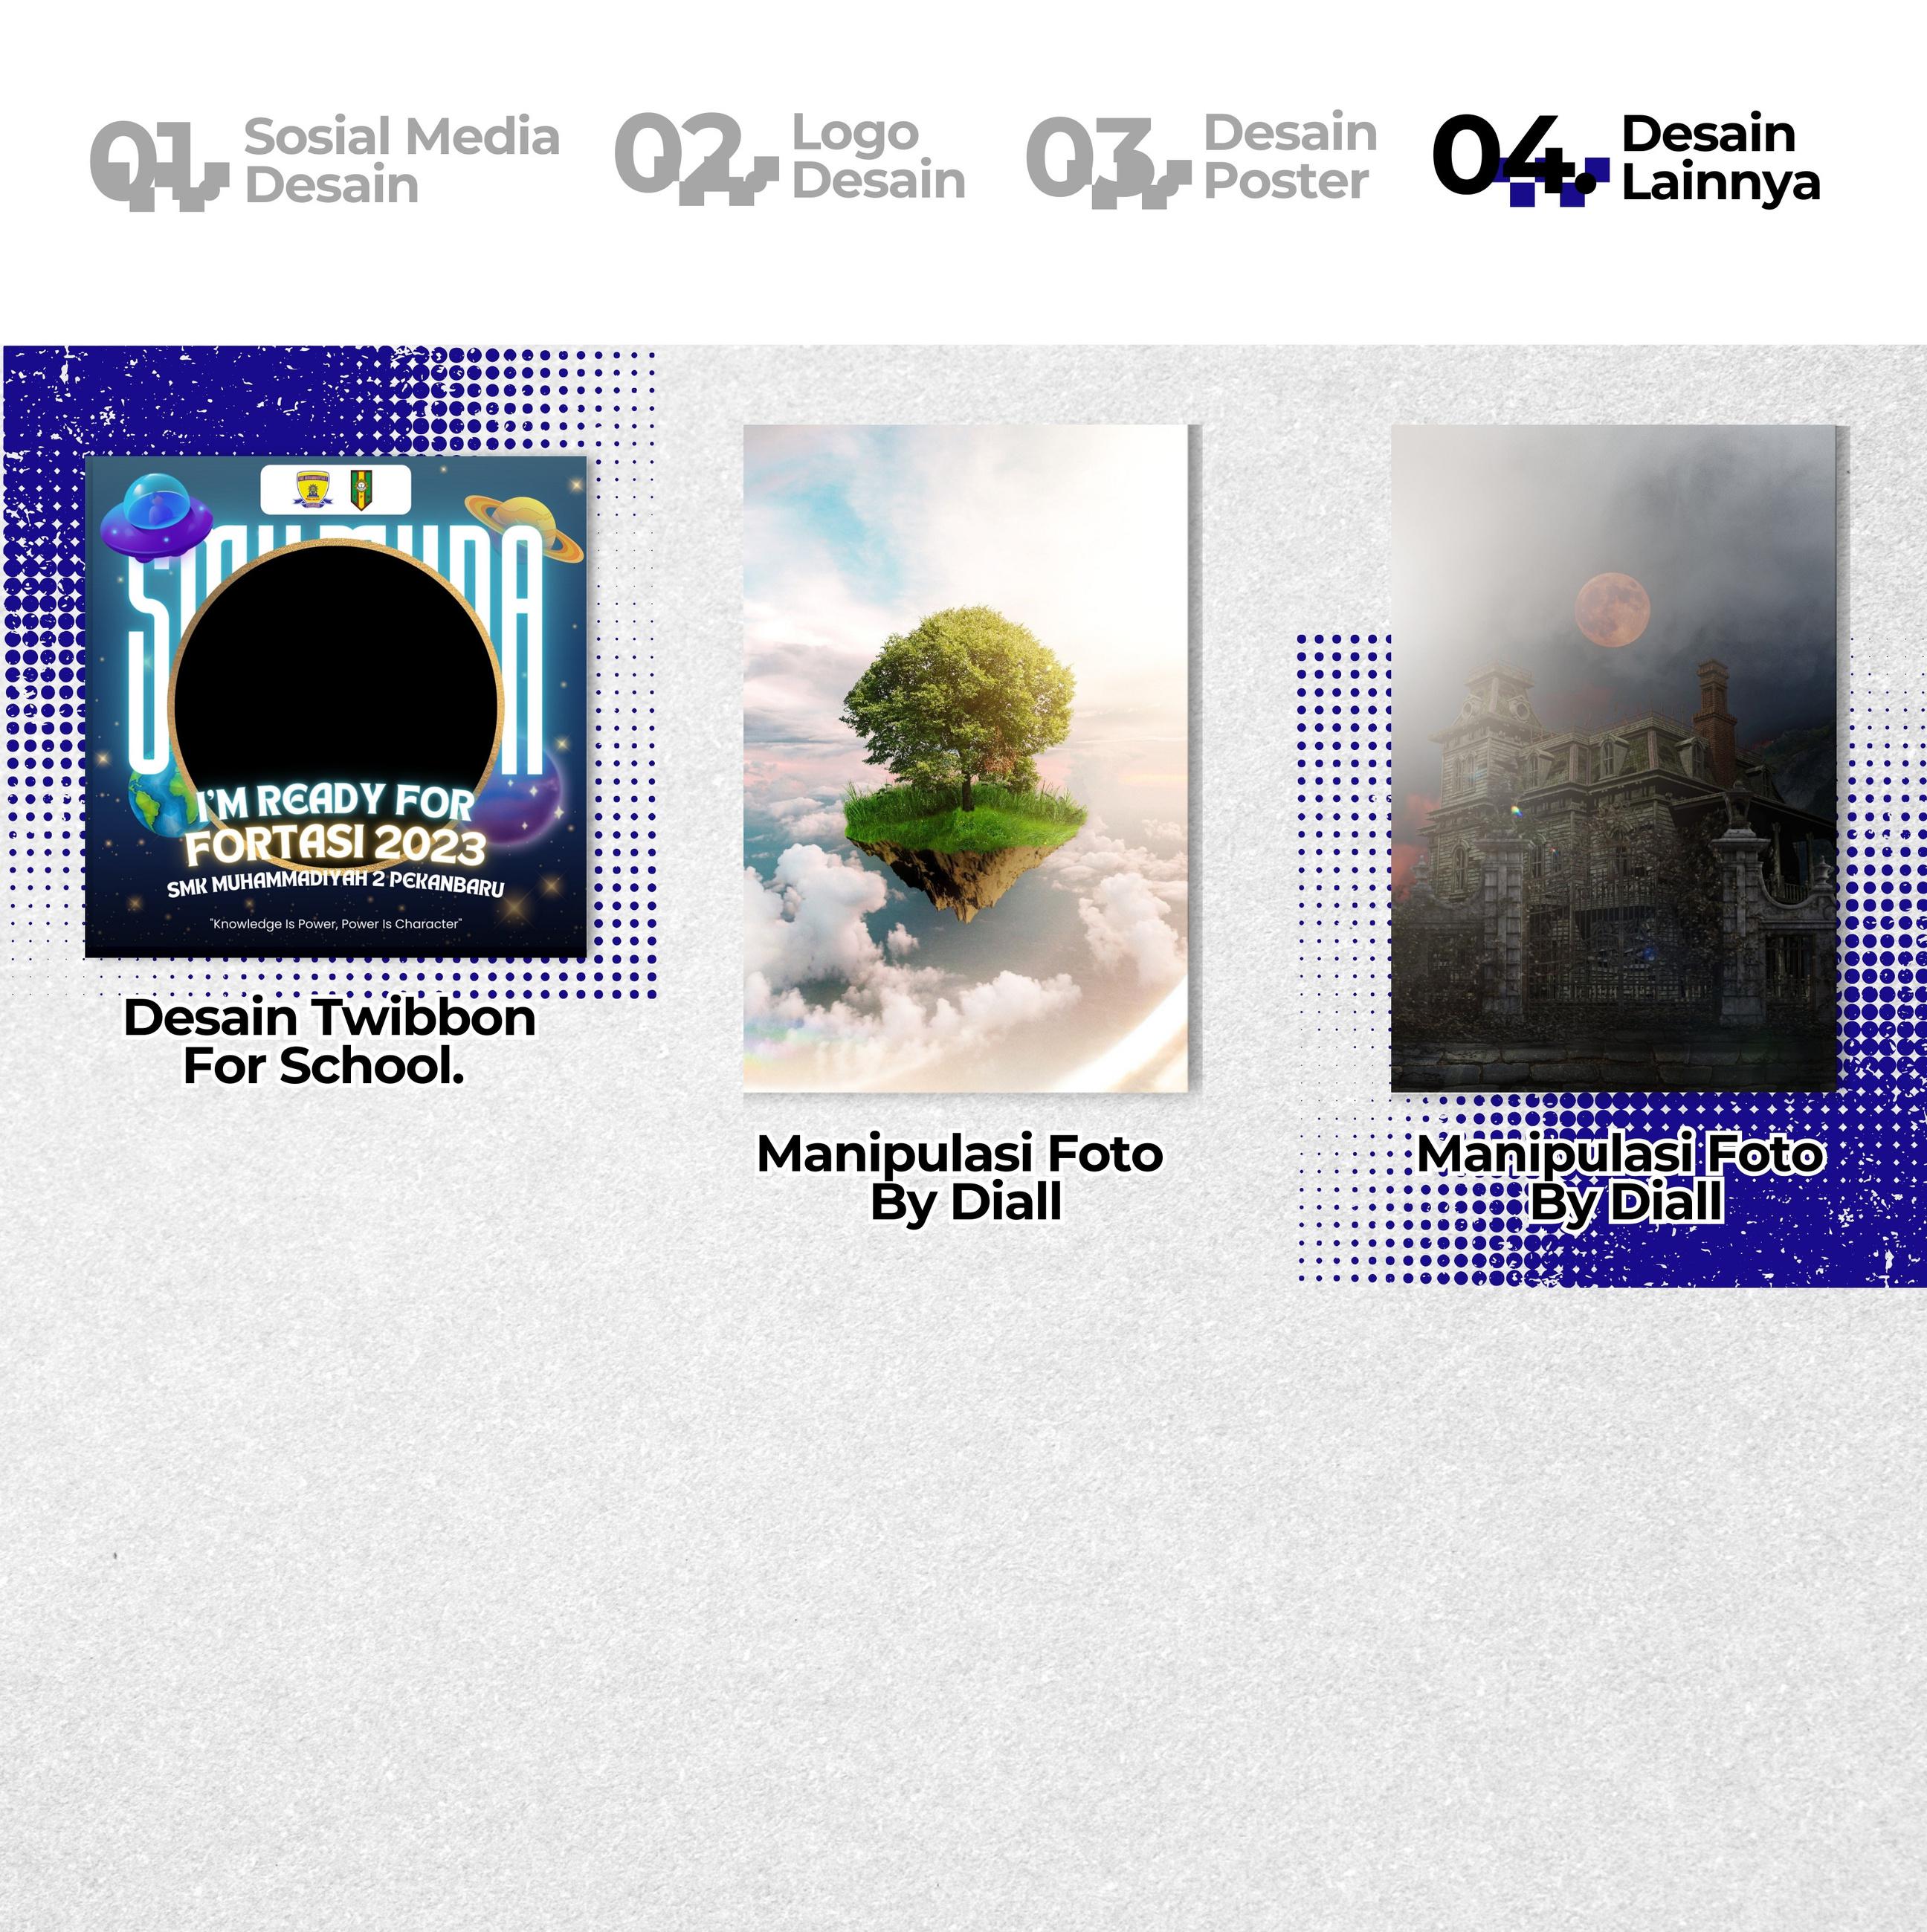 01.
Sosial Media
Desain
02.
Logo
Desain
03.
Desain
Poster
04.
Desain
Lainnya
I'M READY FOR
FORTASI 2023
SMK MUHAMMADIYAH 2 PEKANBARU
"Knowledge Is Power, Power Is Character"
Desain Twibbon
For School.
Manipulasi Foto
By Diall
Manipulasi Foto
By Diall